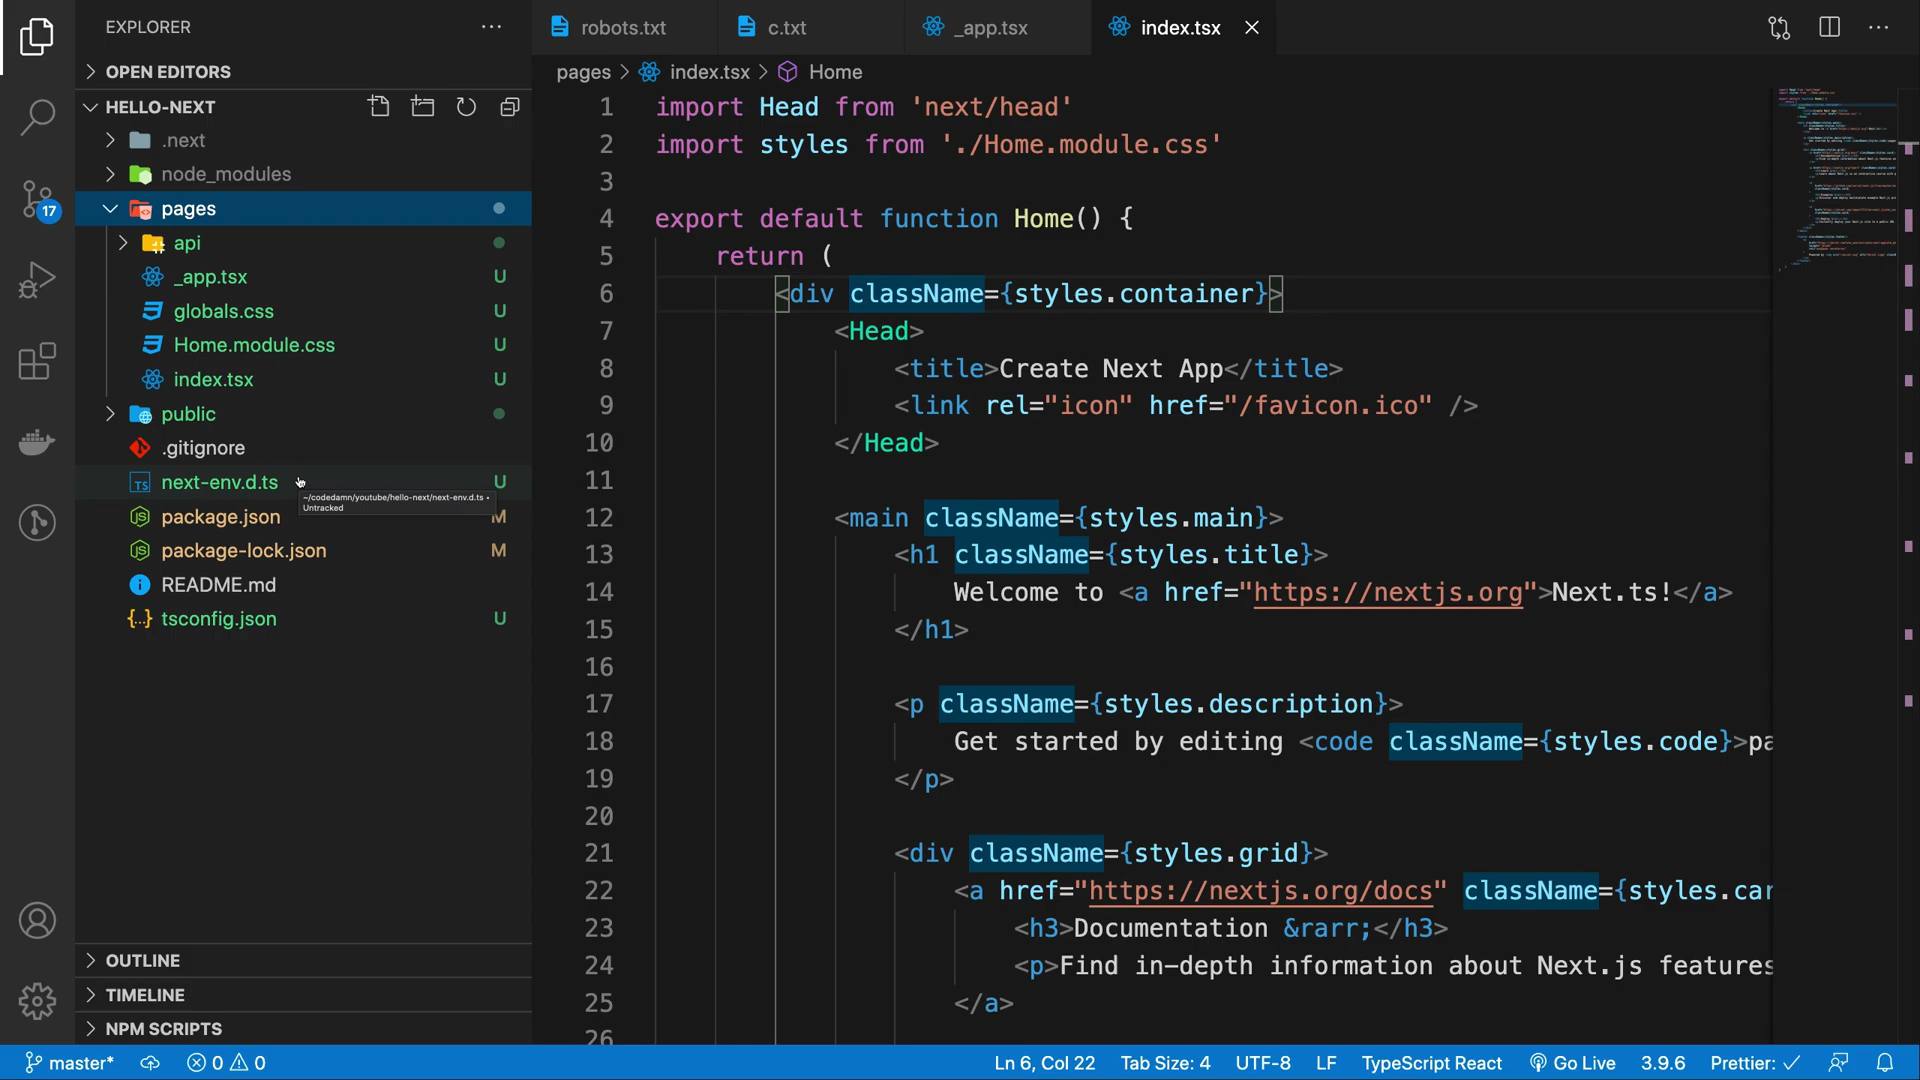 EXPLORER
OPEN EDITORS
HELLO-NEXT
.next
node_modules
pages
api
_app.tsx U
globals.css U
Home.module.css U
index.tsx U
public
.gitignore
next-env.d.ts U
~/codedamn/youtube/hello-next/next-env.d.ts •
Untracked
package.json M
package-lock.json M
README.md
tsconfig.json U
OUTLINE
TIMELINE
NPM SCRIPTS
17
robots.txt c.txt _app.tsx index.tsx
pages > index.tsx > Home
1 import Head from 'next/head'
2 import styles from './Home.module.css'
3
4 export default function Home() {
5 return (
6 <div className={styles.container}>
7 <Head>
8 <title>Create Next App</title>
9 <link rel="icon" href="/favicon.ico" />
10 </Head>
11
12 <main className={styles.main}>
13 <h1 className={styles.title}>
14 Welcome to <a href="https://nextjs.org">Next.ts!</a>
15 </h1>
16
17 <p className={styles.description}>
18 Get started by editing <code className={styles.code}>pa
19 </p>
20
21 <div className={styles.grid}>
22 <a href="https://nextjs.org/docs" className={styles.car
23 <h3>Documentation &rarr;</h3>
24 <p>Find in-depth information about Next.js features
25 </a>
26
master* 0 0 Ln 6, Col 22 Tab Size: 4 UTF-8 LF TypeScript React Go Live 3.9.6 Prettier: ✓